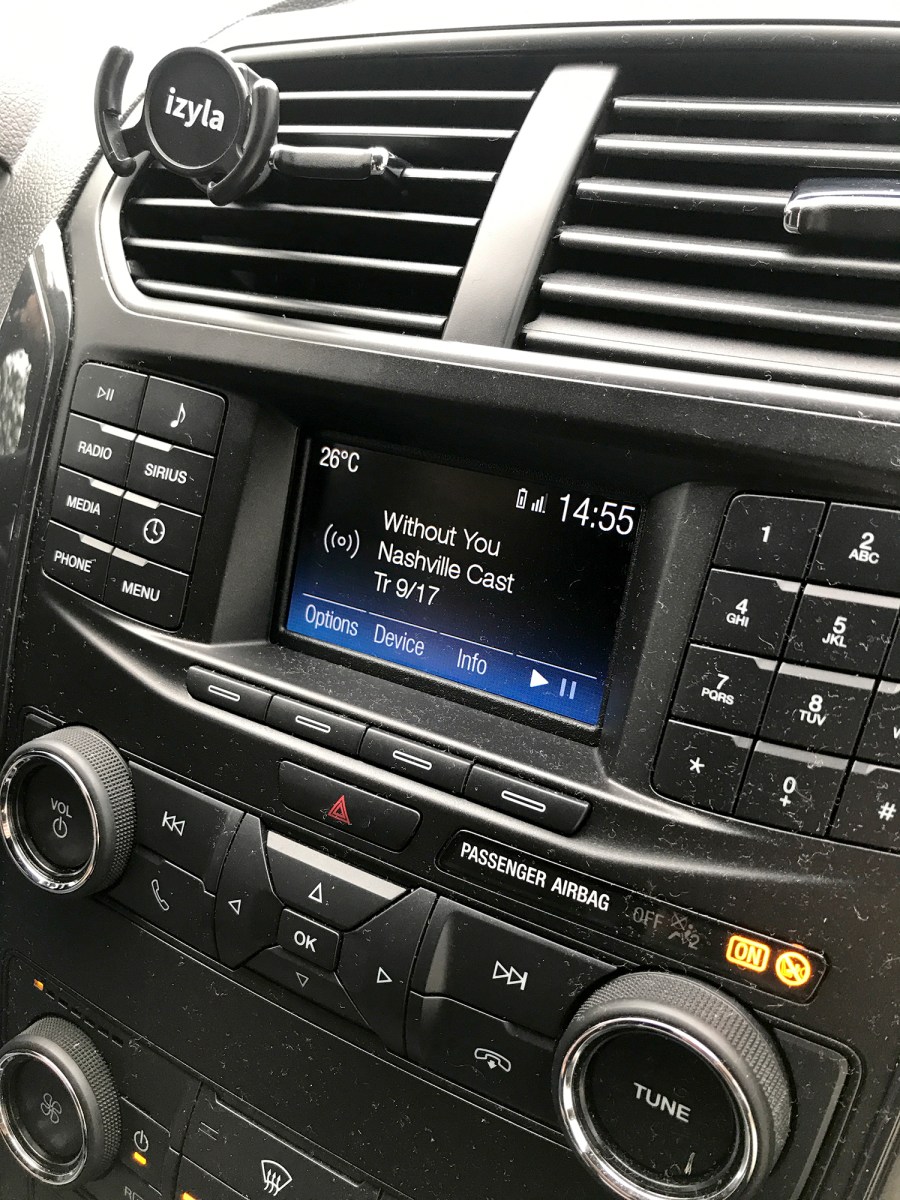 izyla
RADIO
SIRIUS
MEDIA
PHONE
MENU
26°C
14:55
Without You
Nashville Cast
Tr 9/17
Options Device Info
1
2
ABC
4
GHI
5
JKL
7
PQRS
8
TUV
*
0
+
#
VOL
OK
PASSENGER AIRBAG OFF 2 ON
TUNE